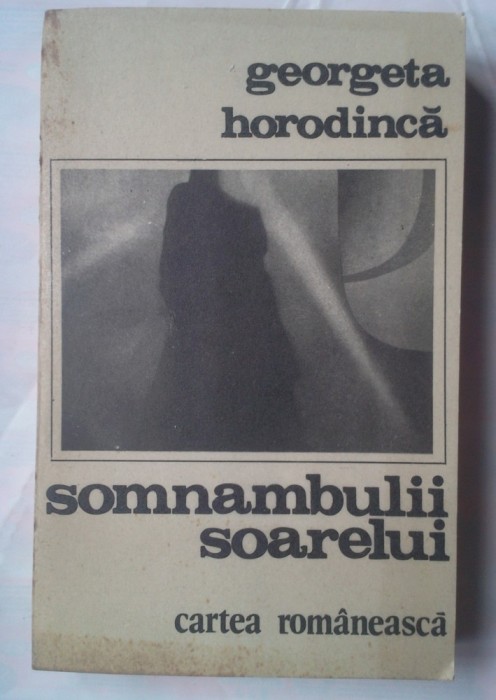 georgeta
horodincă
somnambulii
soarelui
cartea românească